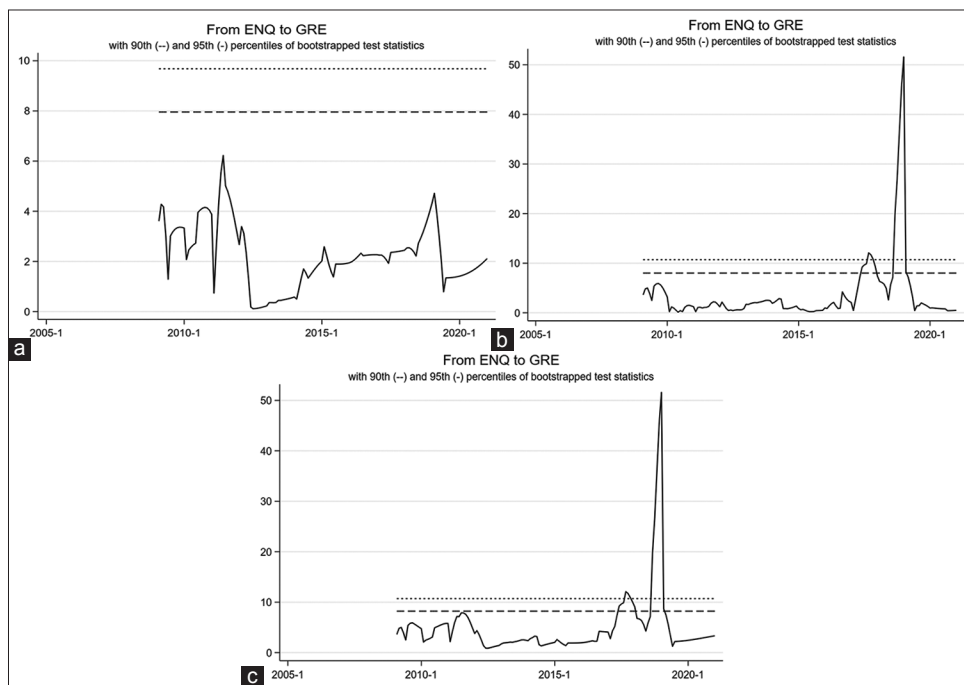 From ENQ to GRE
with 90th (--) and 95th (-) percentiles of bootstrapped test statistics
10
8
6
4
2
0
2005-1 2010-1 2015-1 2020-1
a
From ENQ to GRE
with 90th (--) and 95th (-) percentiles of bootstrapped test statistics
50
40
30
20
10
0
2005-1 2010-1 2015-1 2020-1
b
From ENQ to GRE
with 90th (--) and 95th (-) percentiles of bootstrapped test statistics
50
40
30
20
10
0
2005-1 2010-1 2015-1 2020-1
c